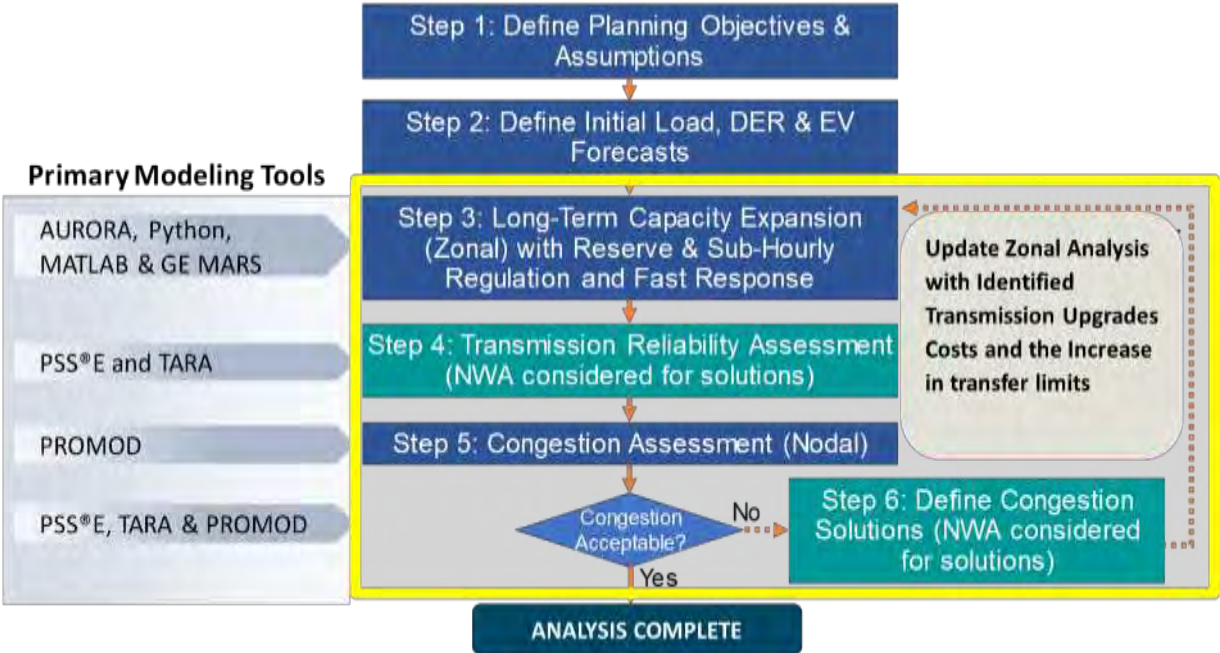 Step 1: Define Planning Objectives &
Assumptions
Step 2: Define Initial Load, DER & EV
Forecasts
Primary Modeling Tools
AURORA, Python,
MATLAB & GE MARS
Step 3: Long-Term Capacity Expansion
(Zonal) with Reserve & Sub-Hourly
Regulation and Fast Response
Update Zonal Analysis
with Identified
Transmission Upgrades
Costs and the Increase
in transfer limits
PSS®E and TARA
Step 4: Transmission Reliability Assessment
(NWA considered for solutions)
PROMOD
Step 5: Congestion Assessment (Nodal)
PSS®E, TARA & PROMOD
Congestion
Acceptable?
No
Step 6: Define Congestion
Solutions (NWA considered
for solutions)
Yes
ANALYSIS COMPLETE